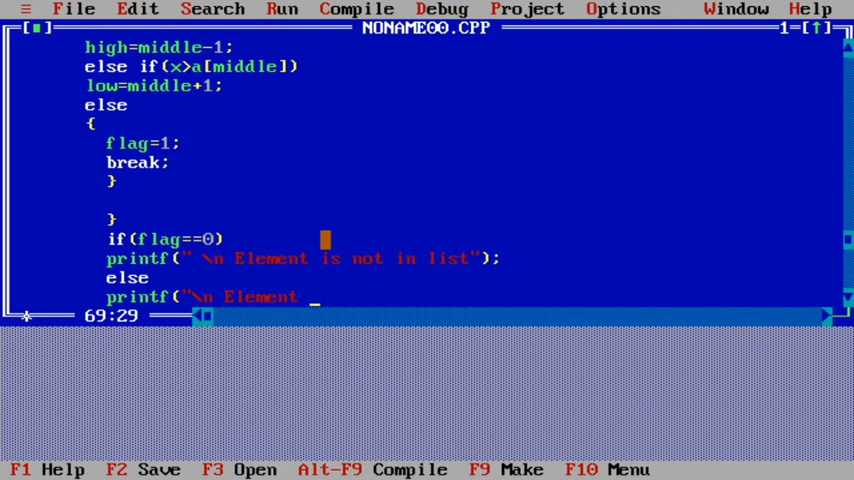 ≡ File Edit Search Run Compile Debug Project Options Window Help
[■] NONAME00.CPP 1=[↑]
high=middle-1;
else if(x>a[middle])
low=middle+1;
else
{
flag=1;
break;
}
}
if(flag==0)
printf(" \n Element is not in list");
else
printf("\n Element _
69:29
F1 Help F2 Save F3 Open Alt-F9 Compile F9 Make F10 Menu